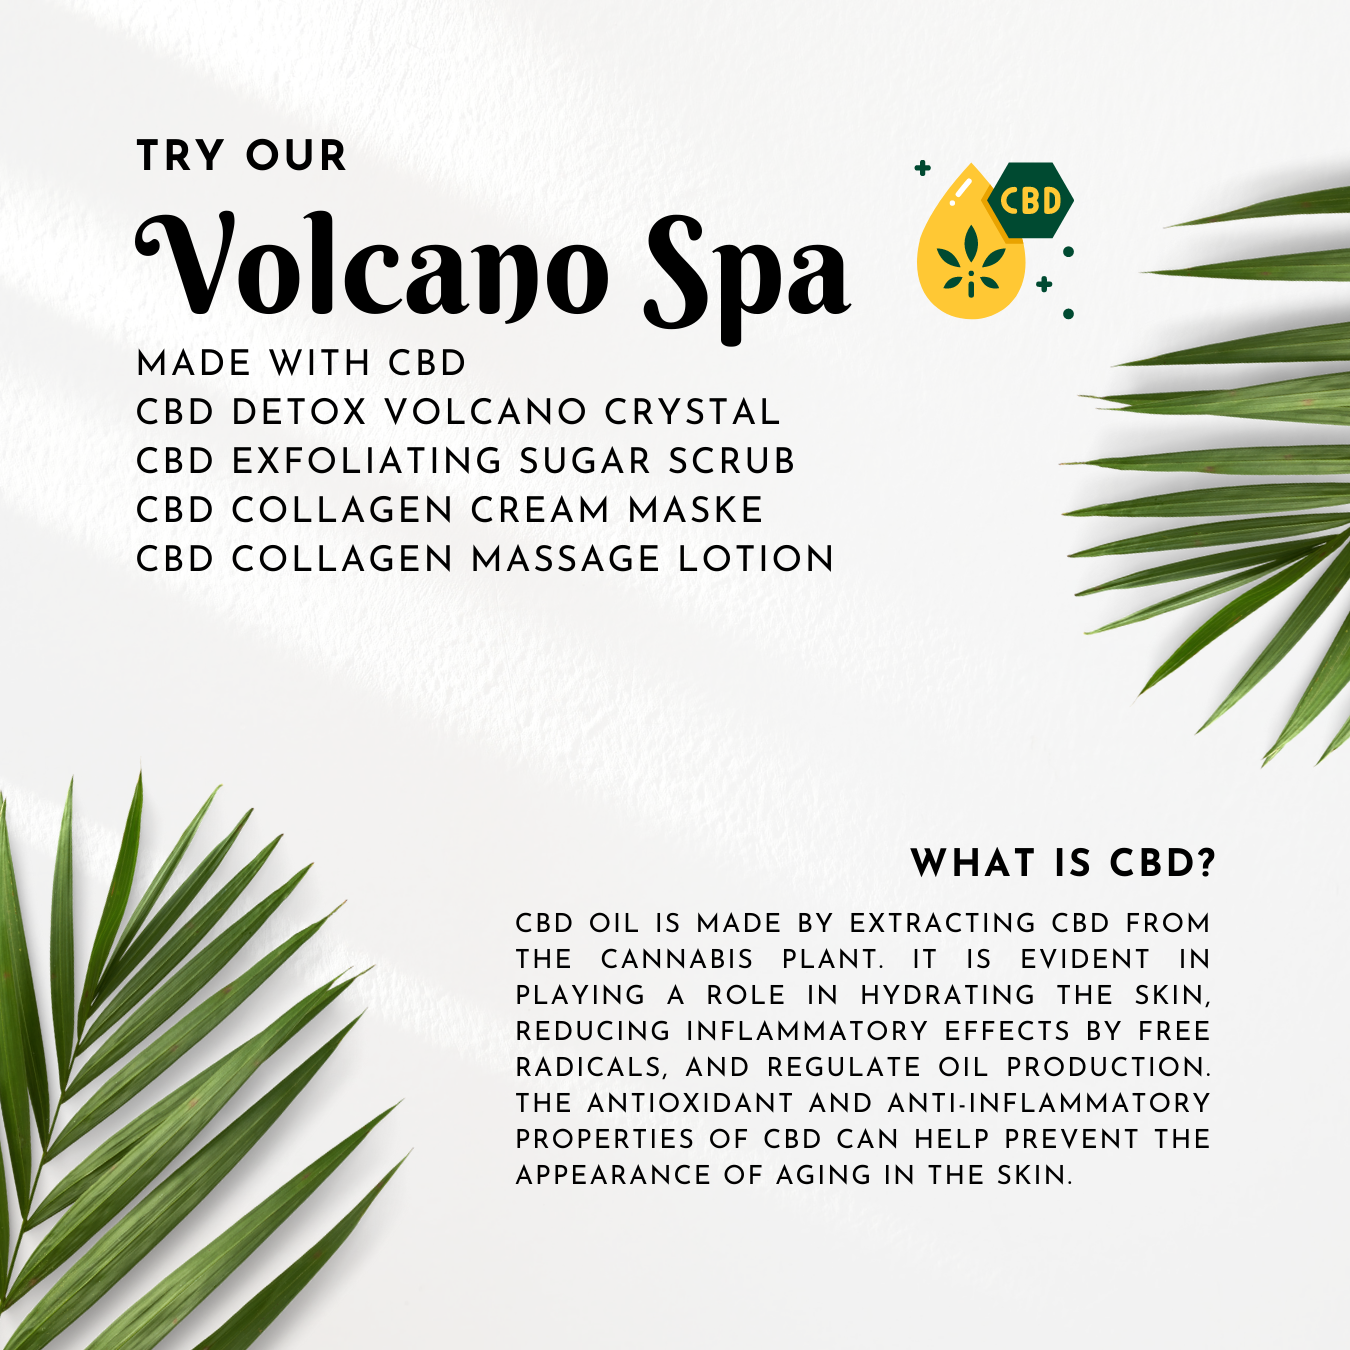 TRY OUR
Volcano Spa
CBD
MADE WITH CBD
CBD DETOX VOLCANO CRYSTAL
CBD EXFOLIATING SUGAR SCRUB
CBD COLLAGEN CREAM MASKE
CBD COLLAGEN MASSAGE LOTION
WHAT IS CBD?
CBD OIL IS MADE BY EXTRACTING CBD FROM
THE CANNABIS PLANT. IT IS EVIDENT IN
PLAYING A ROLE IN HYDRATING THE SKIN,
REDUCING INFLAMMATORY EFFECTS BY FREE
RADICALS, AND REGULATE OIL PRODUCTION.
THE ANTIOXIDANT AND ANTI-INFLAMMATORY
PROPERTIES OF CBD CAN HELP PREVENT THE
APPEARANCE OF AGING IN THE SKIN.